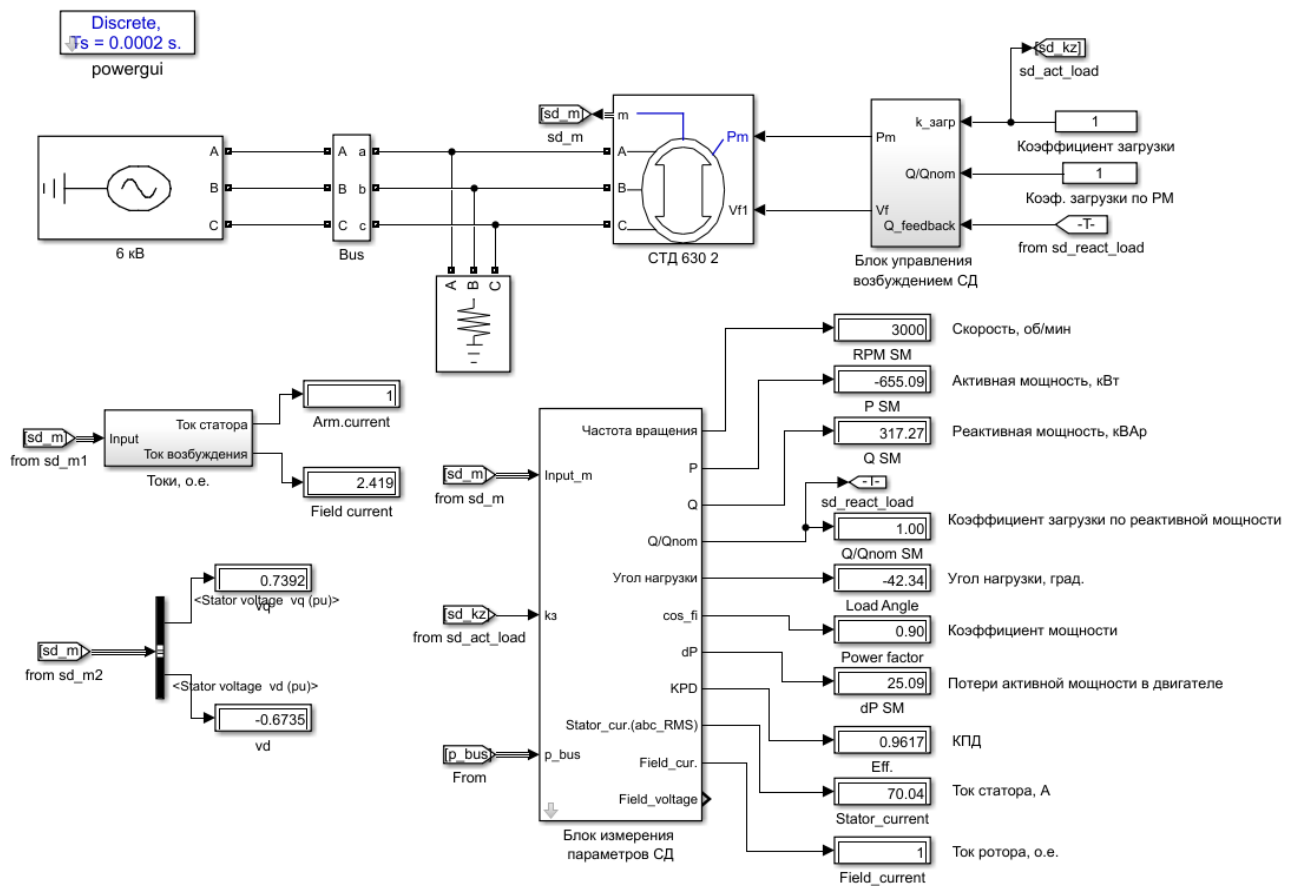 Discrete,
Ts = 0.0002 s.
powergui
[sd_kz]
sd_act_load
[sd_m]
sd_m
m
Pm
A
B
C
Vf1
СТД 630 2
A
B
C
6 кВ
A
B
C
a
b
c
Bus
A
B
C
Pm
Vf
k_загр
Q/Qnom
Q_feedback
Блок управления
возбуждением СД
1
Коэффициент загрузки
1
Коэф. загрузки по РМ
-T-
from sd_react_load
[sd_m]
from sd_m1
Input
Ток статора
Ток возбуждения
Токи, о.е.
1
Arm.current
2.419
Field current
[sd_m]
from sd_m2
0.7392
<Stator voltage vq (pu)>
vq
<Stator voltage vd (pu)>
-0.6735
vd
[sd_m]
from sd_m
[sd_kz]
from sd_act_load
[p_bus]
From
Input_m
kз
p_bus
Частота вращения
P
Q
Q/Qnom
Угол нагрузки
cos_fi
dP
KPD
Stator_cur.(abc_RMS)
Field_cur.
Field_voltage
Блок измерения
параметров СД
3000
Скорость, об/мин
RPM SM
-655.09
Активная мощность, кВт
P SM
317.27
Реактивная мощность, кВАр
Q SM
-T-
sd_react_load
1.00
Коэффициент загрузки по реактивной мощности
Q/Qnom SM
-42.34
Угол нагрузки, град.
Load Angle
0.90
Коэффициент мощности
Power factor
25.09
Потери активной мощности в двигателе
dP SM
0.9617
КПД
Eff.
70.04
Ток статора, А
Stator_current
1
Ток ротора, о.е.
Field_current